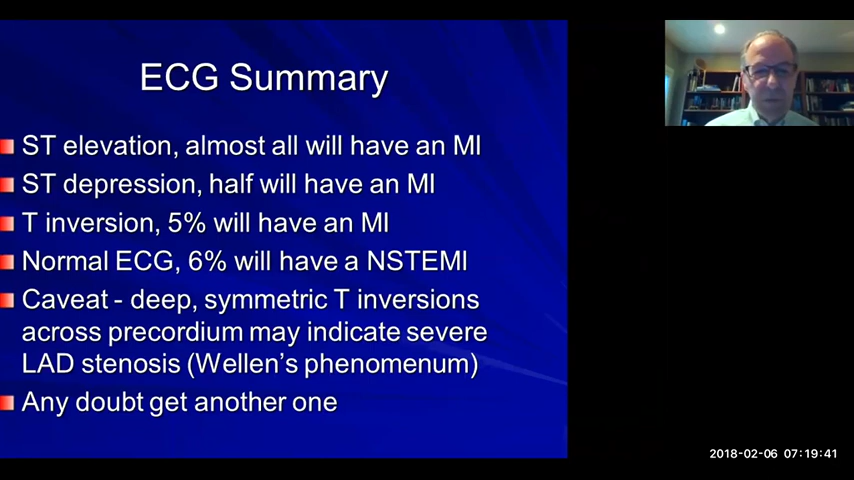 ECG Summary
ST elevation, almost all will have an MI
ST depression, half will have an MI
T inversion, 5% will have an MI
Normal ECG, 6% will have a NSTEMI
Caveat - deep, symmetric T inversions
across precordium may indicate severe
LAD stenosis (Wellen's phenomenum)
Any doubt get another one
2018-02-06 07:19:41